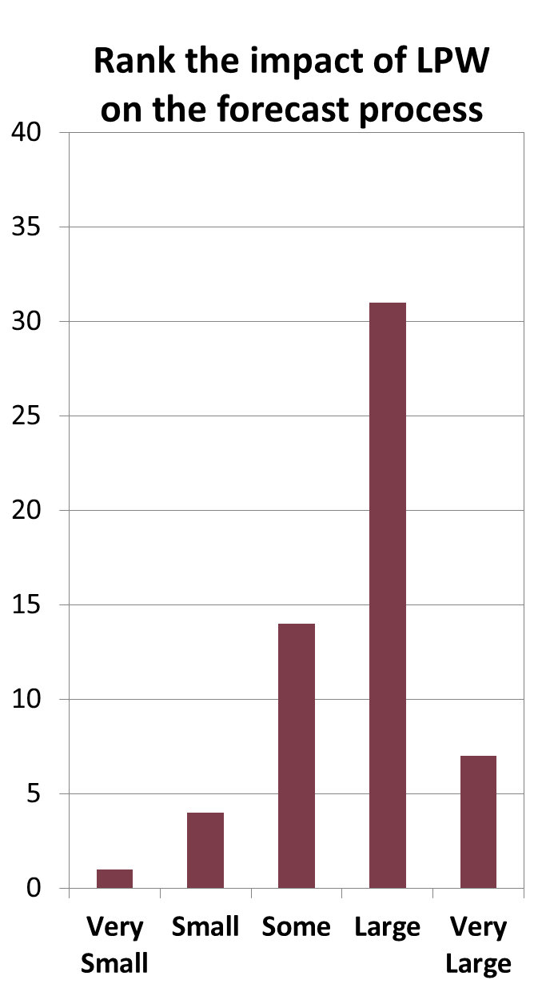 Rank the impact of LPW
on the forecast process
40
35
30
25
20
15
10
5
0
Very Small Some Large Very
Small Large